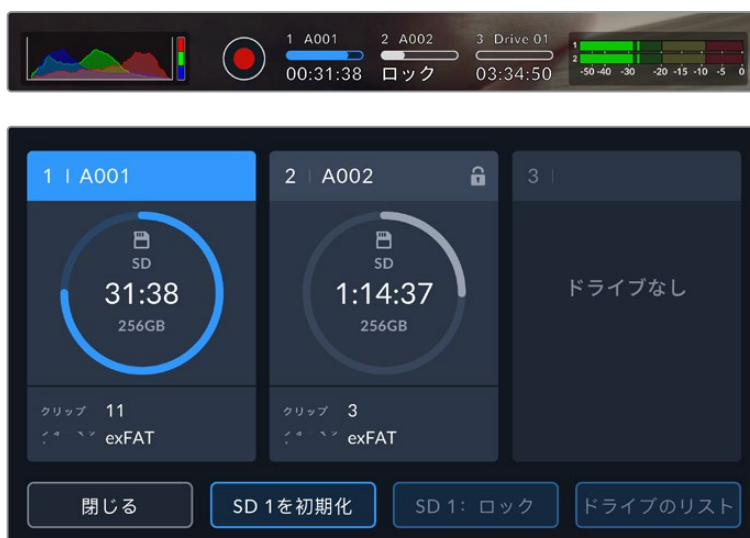 1 A001
2 A002
3 Drive 01
00:31:38
ロック
03:34:50
1
2
-50 -40 -30 -20 -15 -10 -5 0
1 | A001
2 | A002
3 |
SD
31:38
256GB
SD
1:14:37
256GB
ドライブなし
クリップ 11
exFAT
クリップ 3
exFAT
閉じる
SD 1を初期化
SD 1: ロック
ドライブのリスト